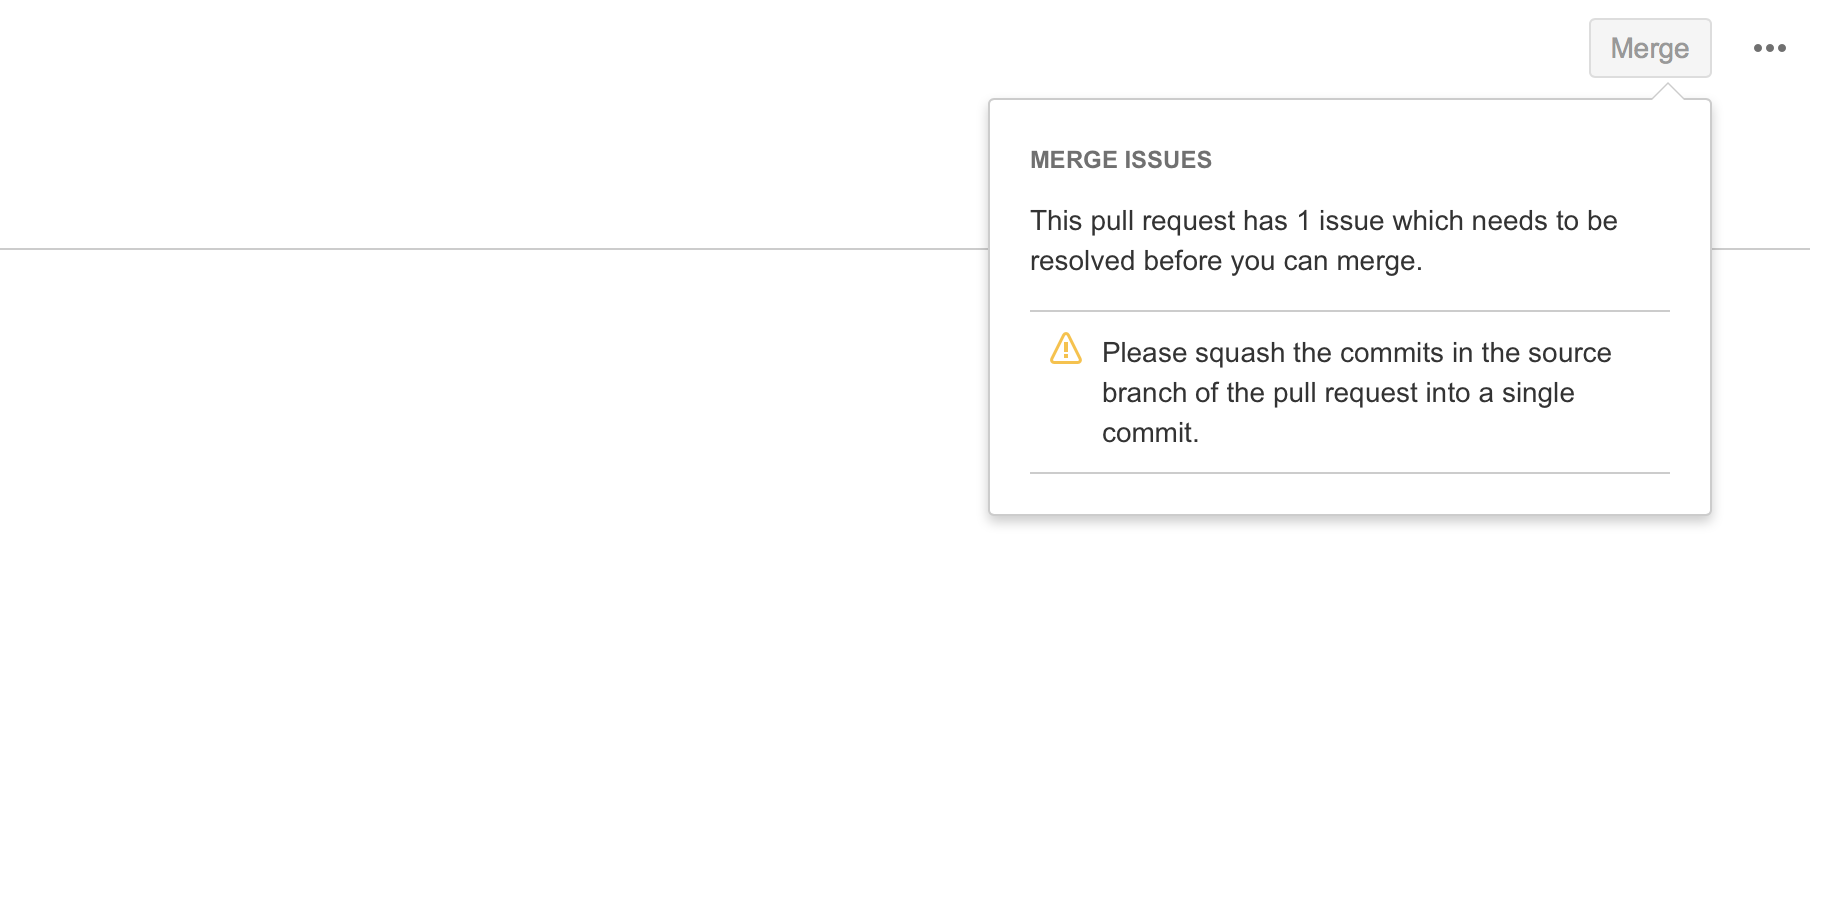 Merge
MERGE ISSUES
This pull request has 1 issue which needs to be
resolved before you can merge.
Please squash the commits in the source
branch of the pull request into a single
commit.